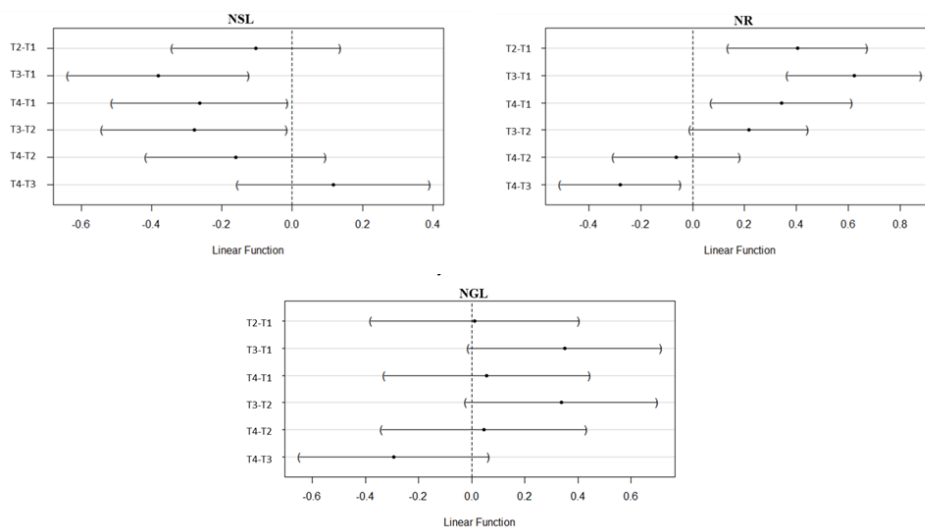 NSL
T2-T1
T3-T1
T4-T1
T3-T2
T4-T2
T4-T3
-0.6 -0.4 -0.2 0.0 0.2 0.4
Linear Function
NR
T2-T1
T3-T1
T4-T1
T3-T2
T4-T2
T4-T3
-0.4 -0.2 0.0 0.2 0.4 0.6 0.8
Linear Function
NGL
T2-T1
T3-T1
T4-T1
T3-T2
T4-T2
T4-T3
-0.6 -0.4 -0.2 0.0 0.2 0.4 0.6
Linear Function